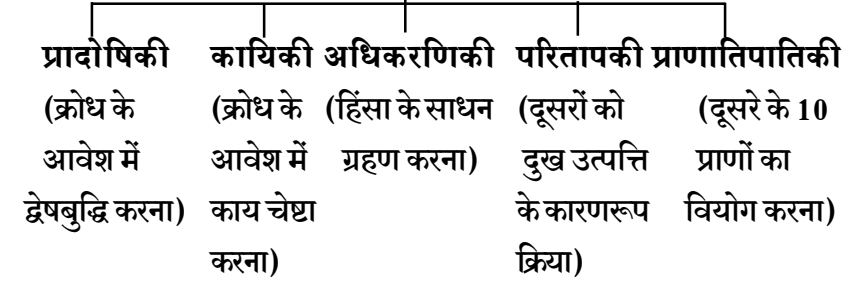 प्रादोषिकी कायिकी अधिकरणिकी परितापकी प्राणातिपातिकी
(क्रोध के (क्रोध के (हिंसा के साधन (दूसरों को (दूसरे के 10
आवेश में आवेश में ग्रहण करना) दुख उत्पत्ति प्राणों का
द्वेषबुद्धि करना) काय चेष्टा के कारणरूप वियोग करना)
करना) क्रिया)